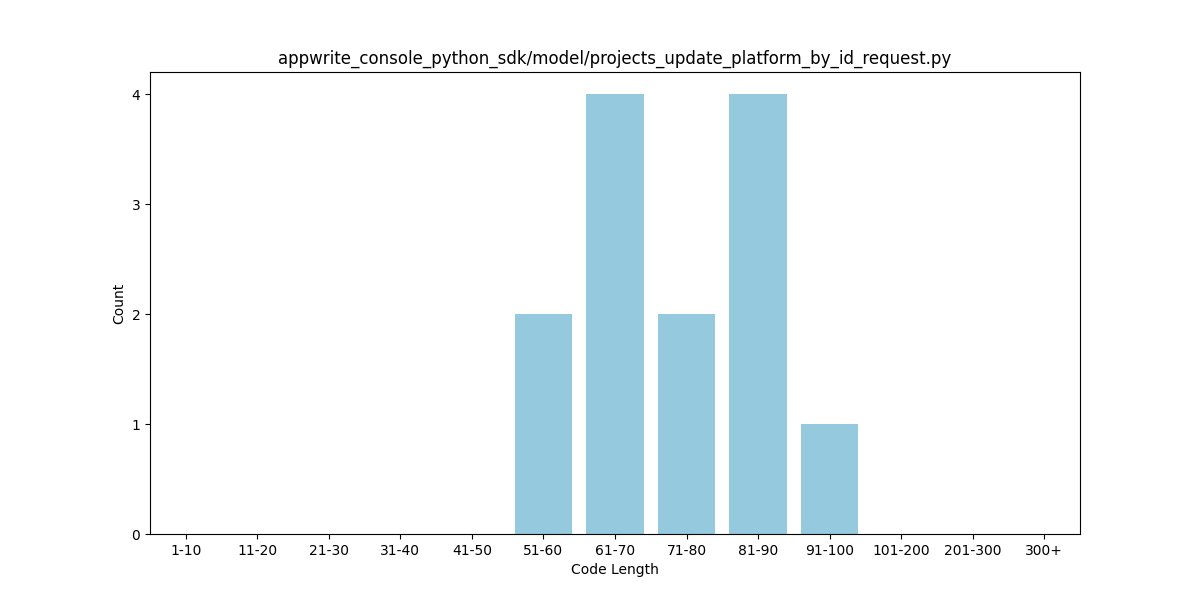 appwrite_console_python_sdk/model/projects_update_platform_by_id_request.py
4
3
2
1
0
Count
1-10 11-20 21-30 31-40 41-50 51-60 61-70 71-80 81-90 91-100 101-200 201-300 300+
Code Length